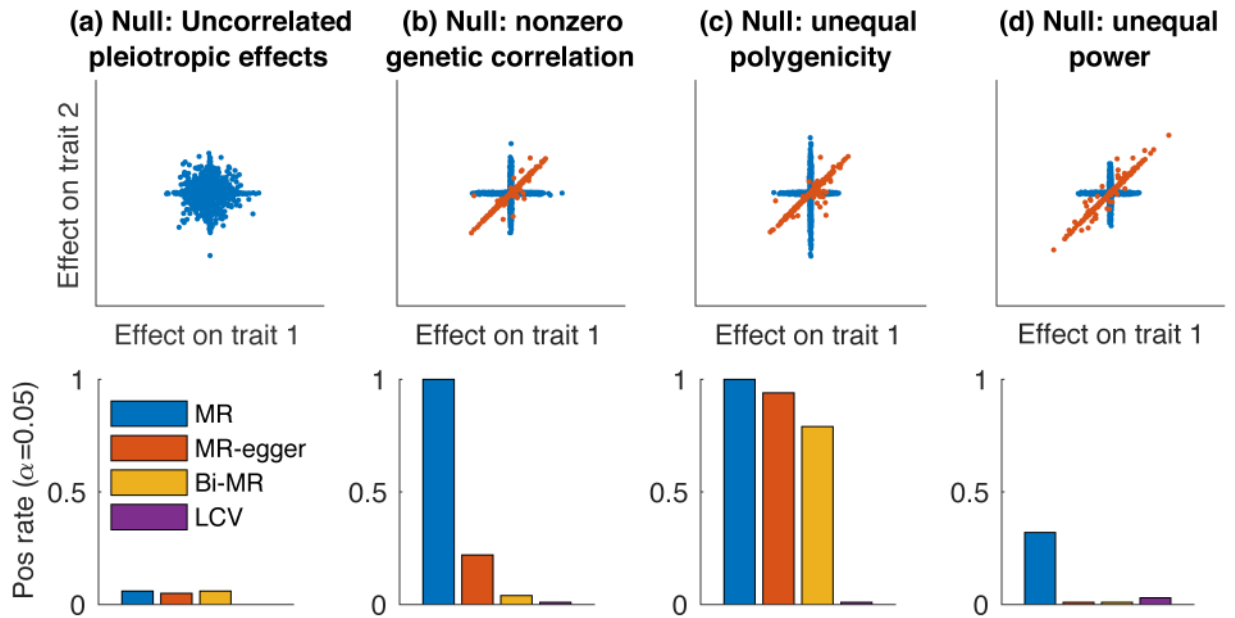 (a) Null: Uncorrelated
pleiotropic effects
(b) Null: nonzero
genetic correlation
(c) Null: unequal
polygenicity
(d) Null: unequal
power
Effect on trait 2
Effect on trait 1
Effect on trait 1
Effect on trait 1
Effect on trait 1
Pos rate (α=0.05)
1
0.5
0
MR
MR-egger
Bi-MR
LCV
1
0.5
0
1
0.5
0
1
0.5
0